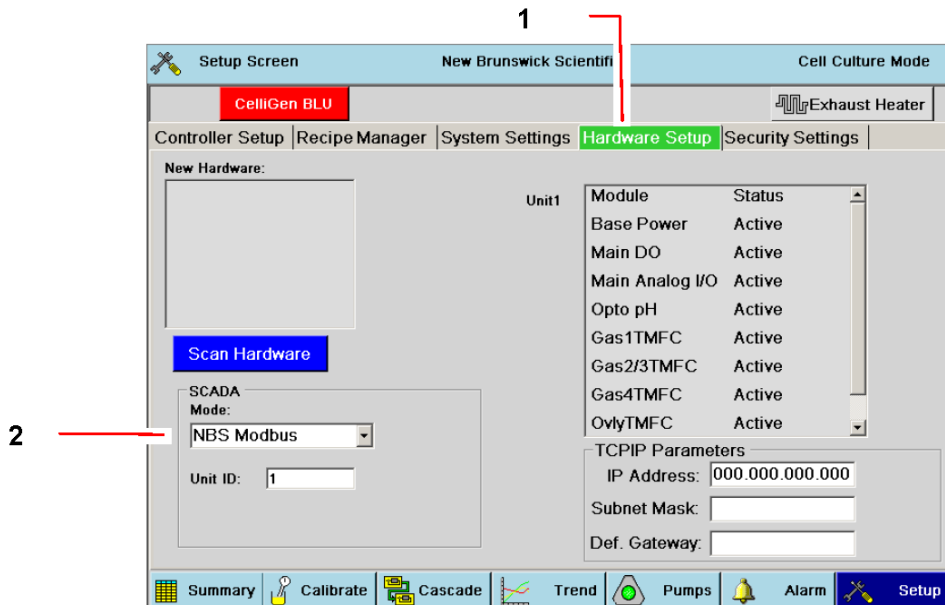 1
Setup Screen New Brunswick Scientifi Cell Culture Mode
CelliGen BLU Exhaust Heater
Controller Setup Recipe Manager System Settings Hardware Setup Security Settings
New Hardware:
Unit1
Module Status
Base Power Active
Main DO Active
Main Analog I/O Active
Opto pH Active
Gas1TMFC Active
Gas2/3TMFC Active
Gas4TMFC Active
OvlyTMFC Active
Scan Hardware
SCADA
Mode:
2
NBS Modbus
Unit ID: 1
TCPIP Parameters
IP Address: 000.000.000.000
Subnet Mask:
Def. Gateway:
Summary Calibrate Cascade Trend Pumps Alarm Setup